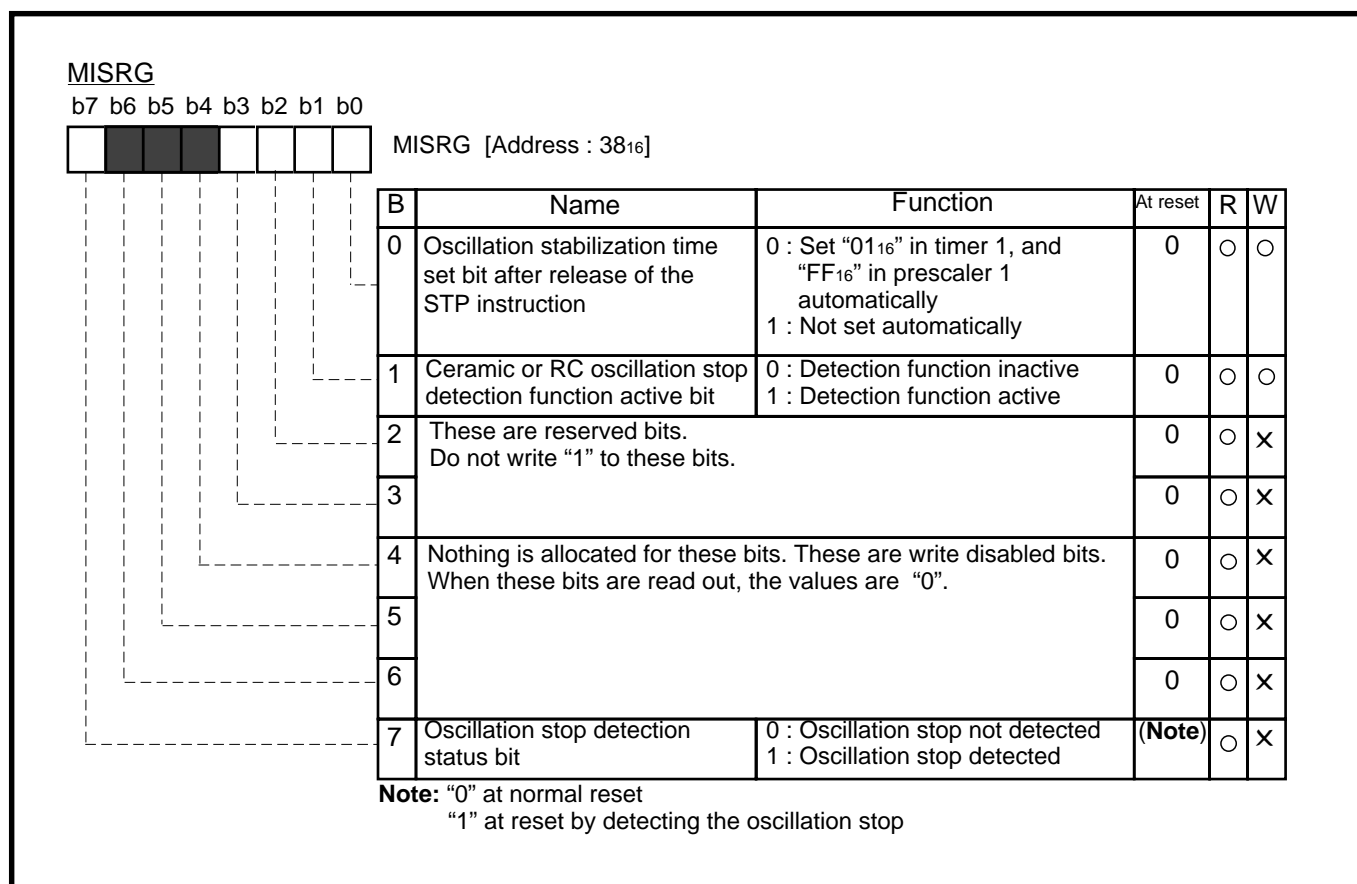 MISRG
b7 b6 b5 b4 b3 b2 b1 b0
MISRG [Address : 3816]
B Name Function At reset R W
0 Oscillation stabilization time 0 : Set “0116” in timer 1, and 0 ○ ○
set bit after release of the “FF16” in prescaler 1
STP instruction automatically
1 : Not set automatically
1 Ceramic or RC oscillation stop 0 : Detection function inactive 0 ○ ○
detection function active bit 1 : Detection function active
2 These are reserved bits. 0 ○ ×
Do not write “1” to these bits.
3 0 ○ ×
4 Nothing is allocated for these bits. These are write disabled bits. 0 ○ ×
When these bits are read out, the values are “0”.
5 0 ○ ×
6 0 ○ ×
7 Oscillation stop detection 0 : Oscillation stop not detected (Note) ○ ×
status bit 1 : Oscillation stop detected
Note: “0” at normal reset
“1” at reset by detecting the oscillation stop